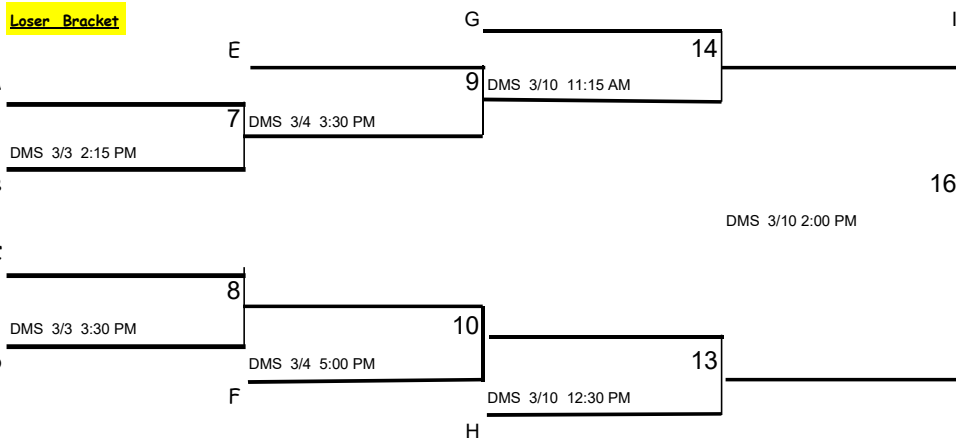 Loser Bracket
G
I
E
14
9
DMS 3/10 11:15 AM
7
DMS 3/4 3:30 PM
DMS 3/3 2:15 PM
16
DMS 3/10 2:00 PM
8
10
DMS 3/3 3:30 PM
13
DMS 3/4 5:00 PM
F
DMS 3/10 12:30 PM
H